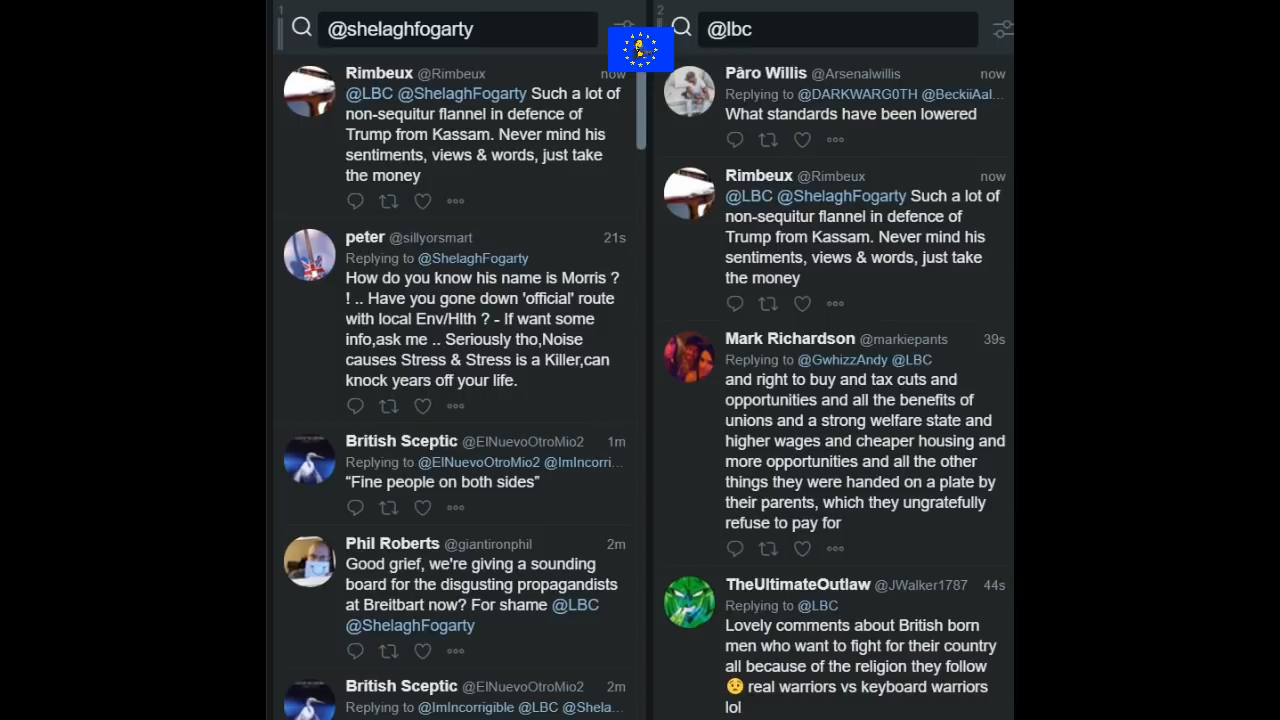 1
@shelaghfogarty
Rimbeux @Rimbeux now
@LBC @ShelaghFogarty Such a lot of
non-sequitur flannel in defence of
Trump from Kassam. Never mind his
sentiments, views & words, just take
the money
peter @sillyorsmart 21s
Replying to @ShelaghFogarty
How do you know his name is Morris ?
! .. Have you gone down 'official' route
with local Env/Hlth ? - If want some
info,ask me .. Seriously tho,Noise
causes Stress & Stress is a Killer,can
knock years off your life.
British Sceptic @ElNuevoOtroMio2 1m
Replying to @ElNuevoOtroMio2 @ImIncorri...
“Fine people on both sides”
Phil Roberts @giantironphil 2m
Good grief, we're giving a sounding
board for the disgusting propagandists
at Breitbart now? For shame @LBC
@ShelaghFogarty
British Sceptic @ElNuevoOtroMio2 2m
Replying to @ImIncorrigible @LBC @Shela...
2
@lbc
Pâro Willis @Arsenalwillis now
Replying to @DARKWARG0TH @BeckiiAal...
What standards have been lowered
Rimbeux @Rimbeux now
@LBC @ShelaghFogarty Such a lot of
non-sequitur flannel in defence of
Trump from Kassam. Never mind his
sentiments, views & words, just take
the money
Mark Richardson @markiepants 39s
Replying to @GwhizzAndy @LBC
and right to buy and tax cuts and
opportunities and all the benefits of
unions and a strong welfare state and
higher wages and cheaper housing and
more opportunities and all the other
things they were handed on a plate by
their parents, which they ungratefully
refuse to pay for
TheUltimateOutlaw @JWalker1787 44s
Replying to @LBC
Lovely comments about British born
men who want to fight for their country
all because of the religion they follow
😟 real warriors vs keyboard warriors
lol